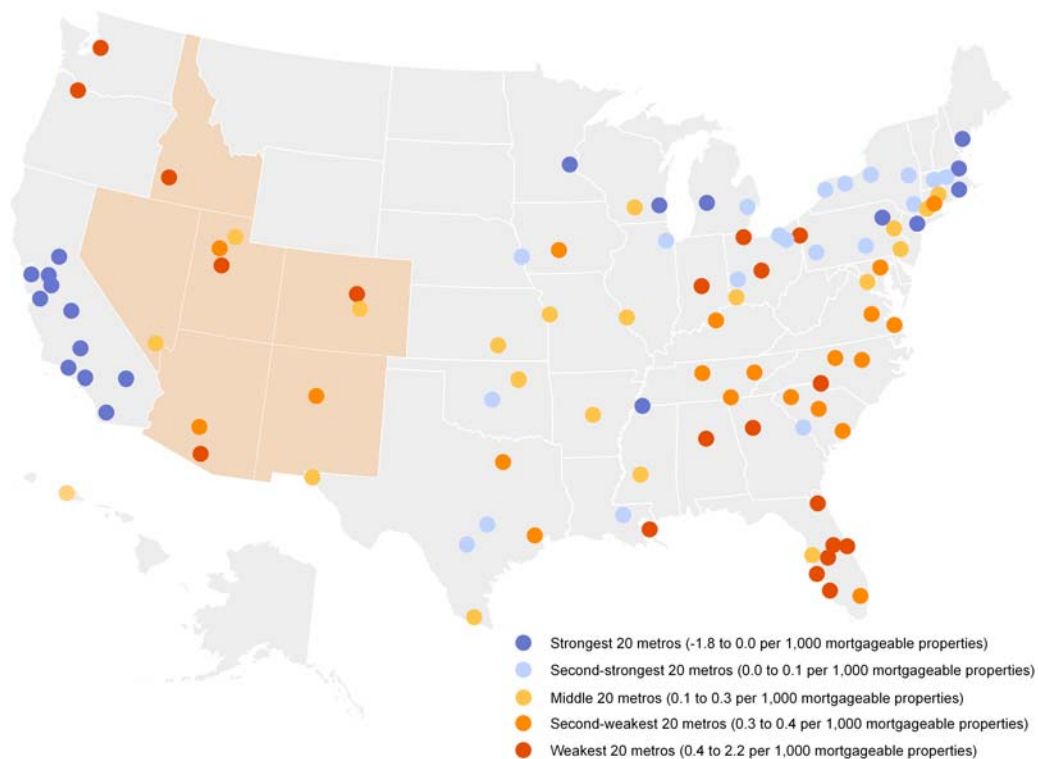 Strongest 20 metros (-1.8 to 0.0 per 1,000 mortgageable properties)
Second-strongest 20 metros (0.0 to 0.1 per 1,000 mortgageable properties)
Middle 20 metros (0.1 to 0.3 per 1,000 mortgageable properties)
Second-weakest 20 metros (0.3 to 0.4 per 1,000 mortgageable properties)
Weakest 20 metros (0.4 to 2.2 per 1,000 mortgageable properties)